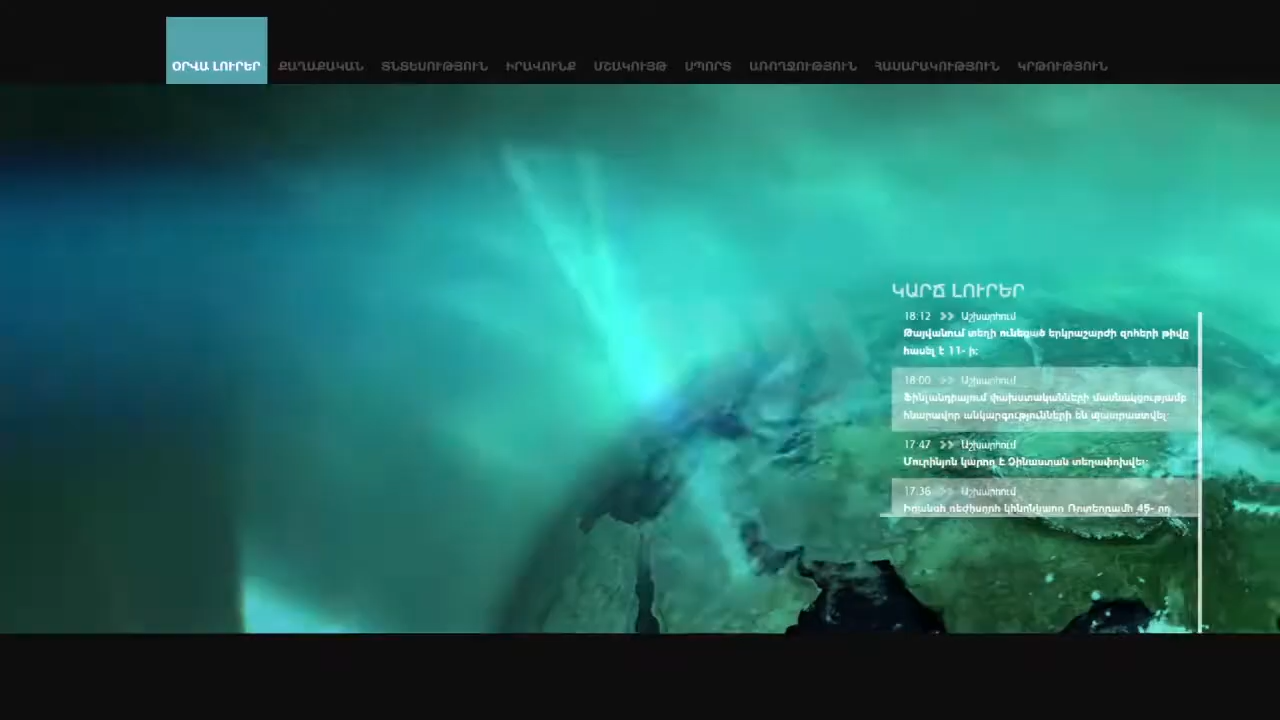 ՕՐՎԱ ԼՈՒՐԵՐ ՔԱՂԱՔԱԿԱՆ ՏՆՏԵՍՈՒԹՅՈՒՆ ԻՐԱՎՈՒՆՔ ՄՇԱԿՈՒՅԹ ՍՊՈՐՏ ԱՌՈՂՋՈՒԹՅՈՒՆ ՀԱՍԱՐԱԿՈՒԹՅՈՒՆ ԿՐԹՈՒԹՅՈՒՆ
ԿԱՐՃ ԼՈՒՐԵՐ
18:12 Աշխարհում
Թայվանում տեղի ունեցած երկրաշարժի զոհերի թիվը
հասել է 11- ի:
18:00 Աշխարհում
Ֆինլանդիայում փախստականների մասնակցությամբ
հնարավոր անկարգությունների են պատրաստվել:
17:47 Աշխարհում
Մուրինյոն կարող է Չինաստան տեղափոխվել:
17:36 Աշխարհում
կինոնկարը Ռոտերդամի 45- րդ